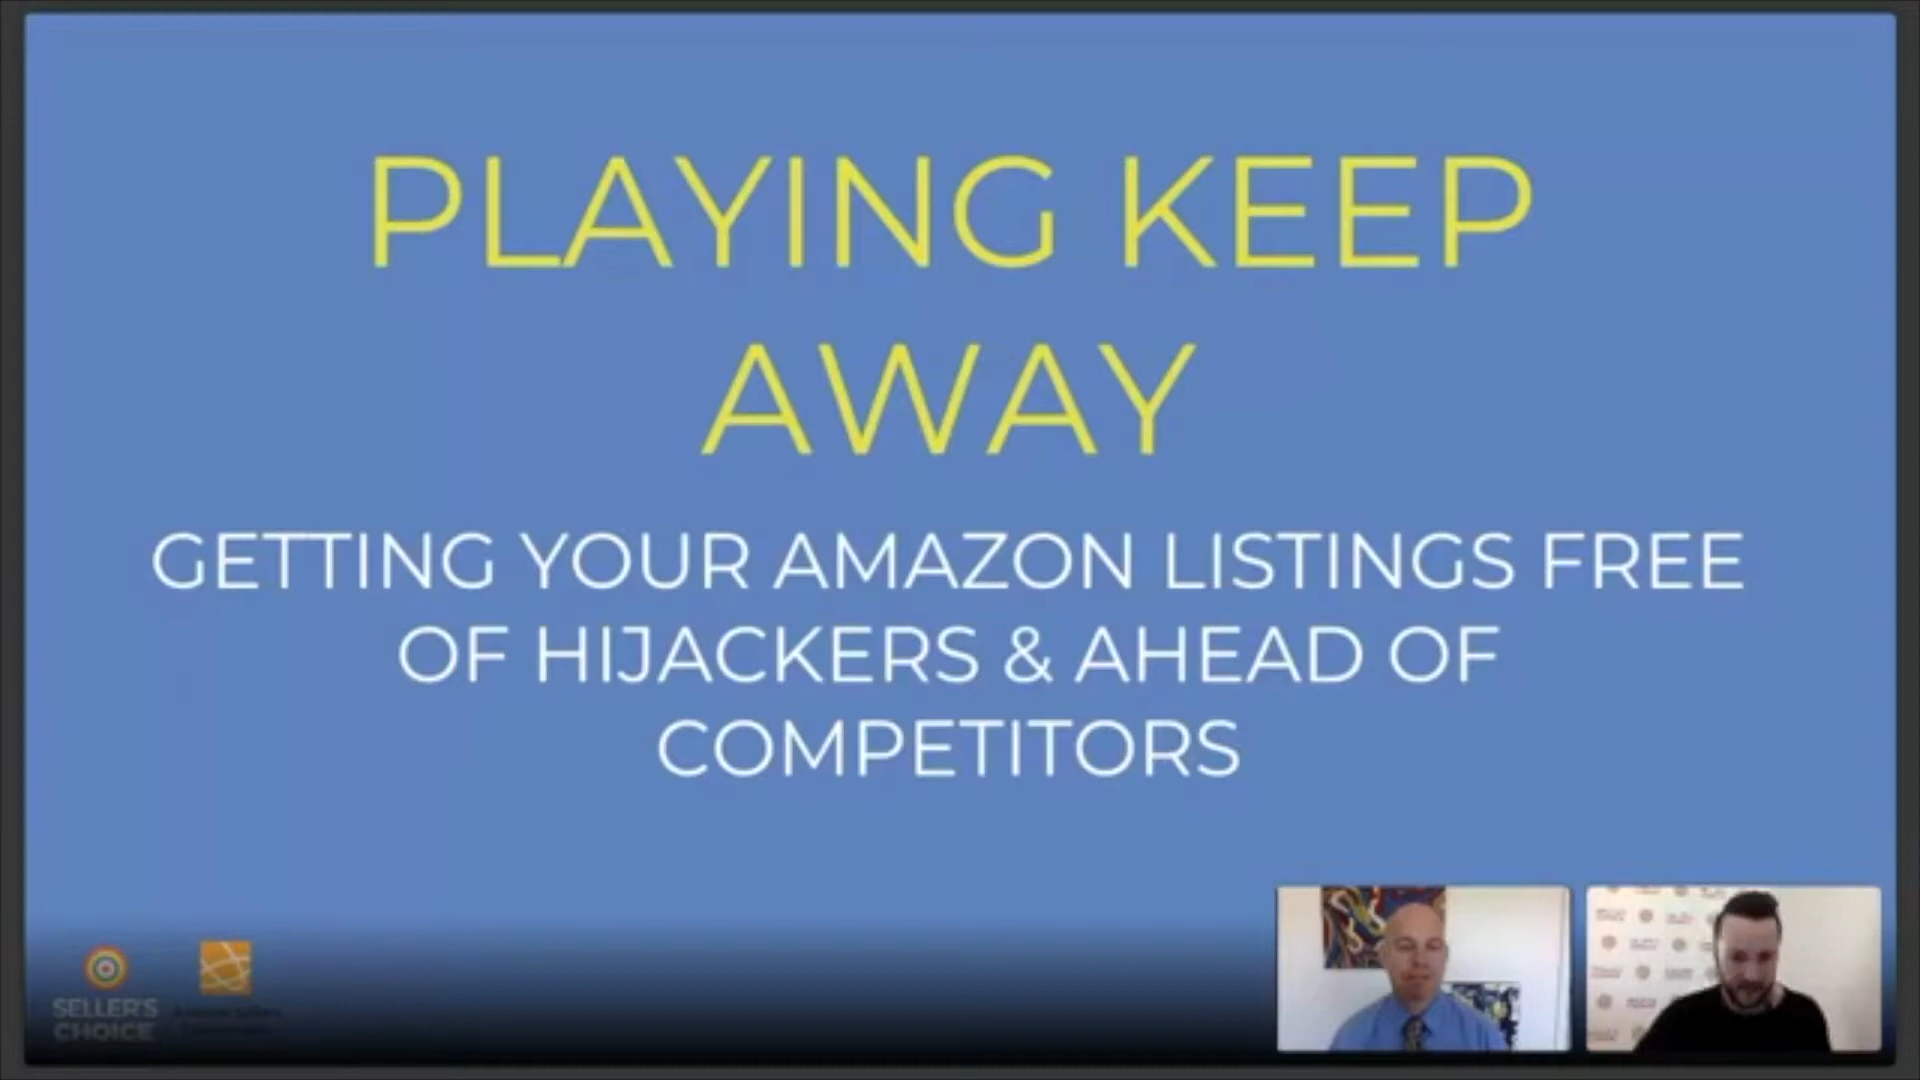 PLAYING KEEP
AWAY
GETTING YOUR AMAZON LISTINGS FREE
OF HIJACKERS & AHEAD OF
COMPETITORS
SELLER'S
CHOICE